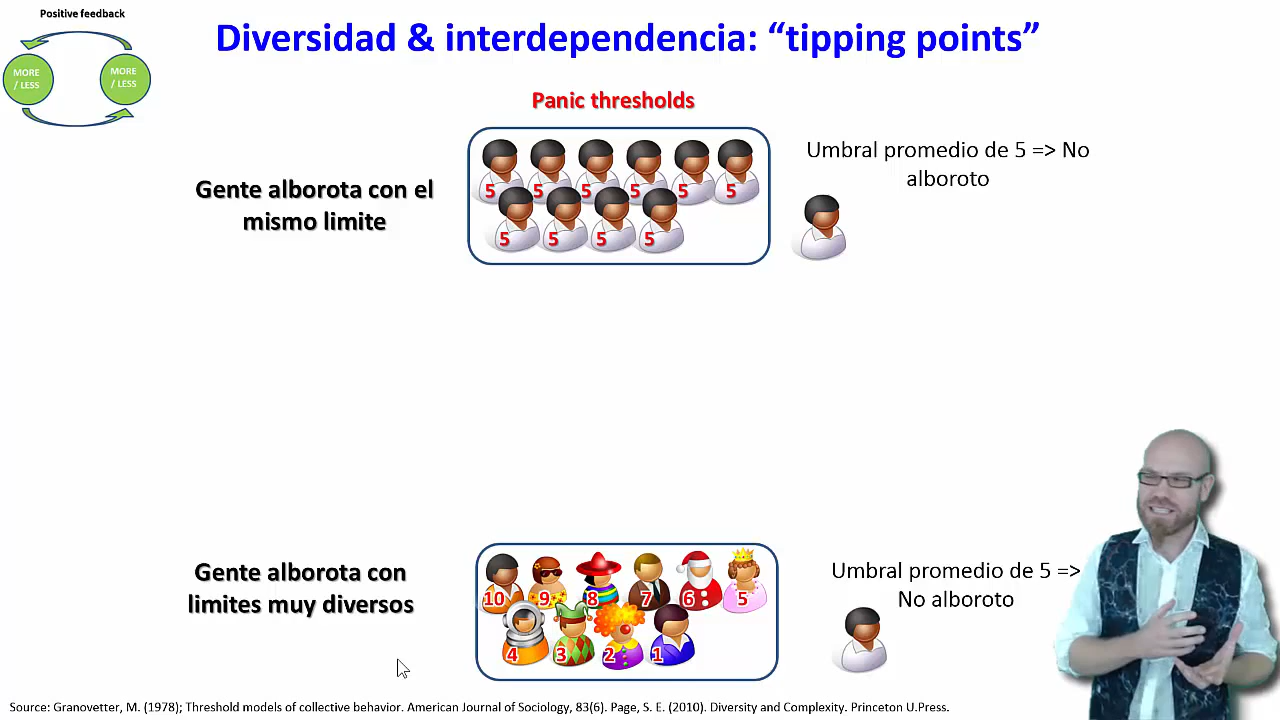 Positive feedback
Diversidad & interdependencia: “tipping points”
MORE
/ LESS
MORE
/ LESS
Panic thresholds
Gente alborota con el
mismo limite
5 5 5 5 5 5
5 5 5 5
Umbral promedio de 5 => No
alboroto
Gente alborota con
limites muy diversos
10 9 8 7 6 5
4 3 2 1
Umbral promedio de 5 =>
No alboroto
Source: Granovetter, M. (1978); Threshold models of collective behavior. American Journal of Sociology, 83(6). Page, S. E. (2010). Diversity and Complexity. Princeton U.Press.